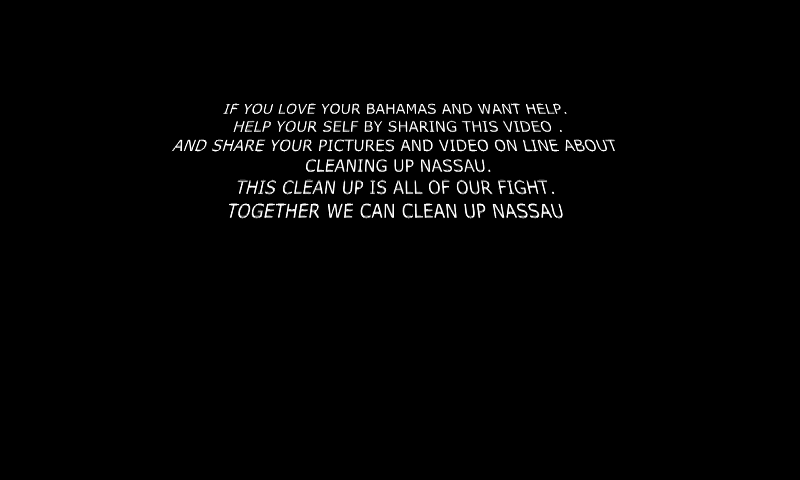 IF YOU LOVE YOUR BAHAMAS AND WANT HELP.
HELP YOUR SELF BY SHARING THIS VIDEO .
AND SHARE YOUR PICTURES AND VIDEO ON LINE ABOUT
CLEANING UP NASSAU.
THIS CLEAN UP IS ALL OF OUR FIGHT.
TOGETHER WE CAN CLEAN UP NASSAU